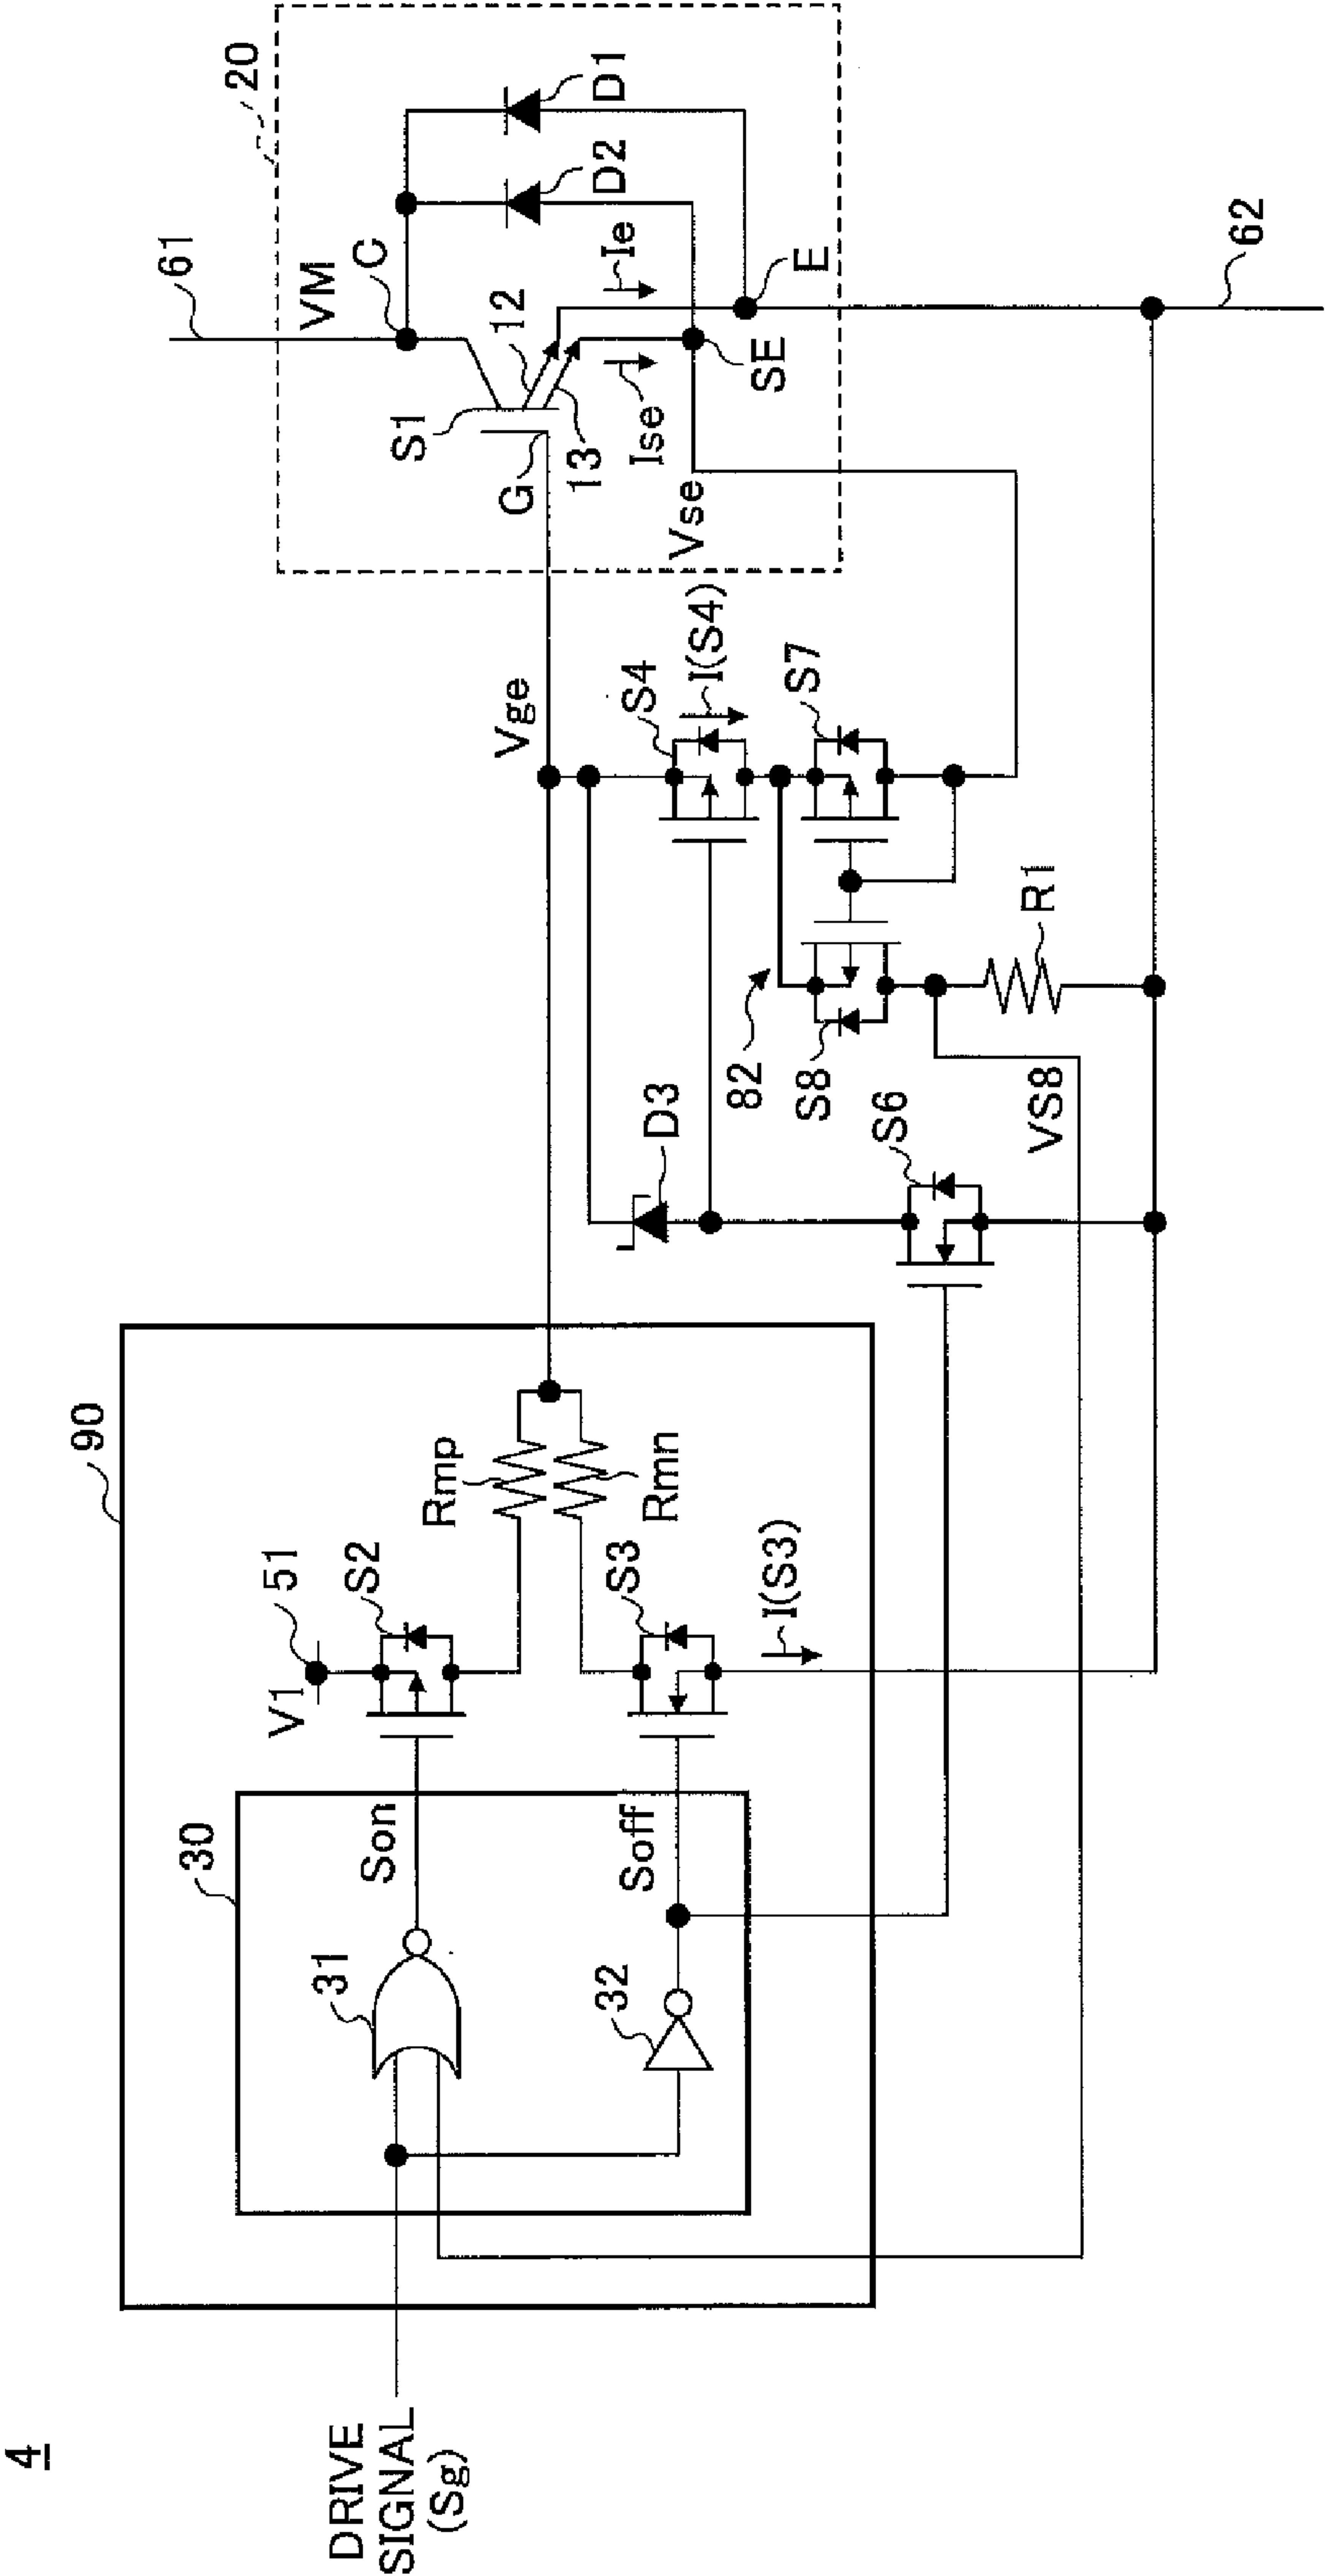 4
DRIVE
SIGNAL
(Sg)
90
30
31
32
Son
Soff
V1
51
S2
S3
I(S3)
Rmp
Rmn
D3
S6
82
S8
VS8
R1
Vge
S4
I(S4)
S7
20
61
VM
C
S1
G
12
13
Ise
Ie
Vse
SE
E
D2
D1
62